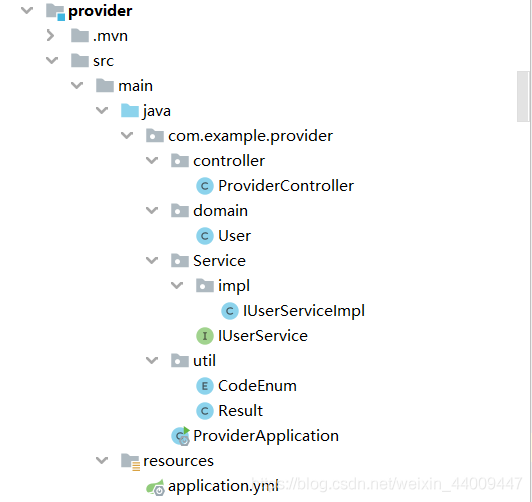 provider
.mvn
src
main
java
com.example.provider
controller
C ProviderController
domain
C User
Service
impl
C IUserServiceImpl
I IUserService
util
E CodeEnum
C Result
C ProviderApplication
resources
application.yml
https://blog.csdn.net/weixin_44009447